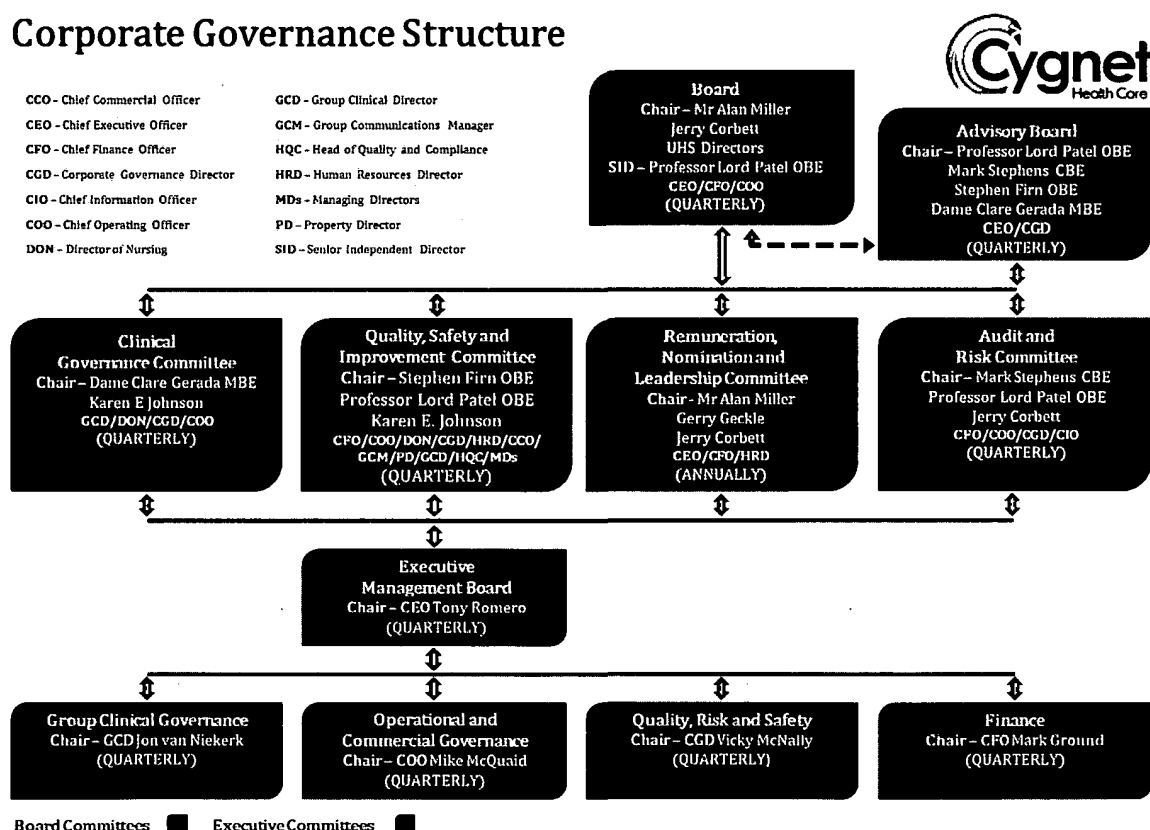 Corporate Governance Structure
Cygnet
Health Care
CCO – Chief Commercial Officer
CEO – Chief Executive Officer
CFO – Chief Finance Officer
CGD – Corporate Governance Director
CIO – Chief Information Officer
COO – Chief Operating Officer
DON – Director of Nursing
GCD – Group Clinical Director
GCM – Group Communications Manager
HQC – Head of Quality and Compliance
HRD – Human Resources Director
MDs – Managing Directors
PD – Property Director
SID – Senior Independent Director
Board
Chair – Mr Alan Miller
Jerry Corbett
UHS Directors
SID – Professor Lord Patel OBE
CEO/CFO/COO
(QUARTERLY)
Advisory Board
Chair – Professor Lord Patel OBE
Mark Stephens CBE
Stephen Firn OBE
Dame Clare Gerada MBE
CEO/CGD
(QUARTERLY)
Clinical
Governance Committee
Chair – Dame Clare Gerada MBE
Karen E Johnson
GCD/DON/CGD/COO
(QUARTERLY)
Quality, Safety and
Improvement Committee
Chair – Stephen Firn OBE
Professor Lord Patel OBE
Karen E. Johnson
CFO/COO/DON/CGD/HRD/CCO/
GCM/PD/GCD/HQC/MDs
(QUARTERLY)
Remuneration,
Nomination and
Leadership Committee
Chair- Mr Alan Miller
Gerry Geckle
Jerry Corbett
CEO/CFO/HRD
(ANNUALLY)
Audit and
Risk Committee
Chair – Mark Stephens CBE
Professor Lord Patel OBE
Jerry Corbett
CFO/COO/CGD/CIO
(QUARTERLY)
Executive
Management Board
Chair – CEO Tony Romero
(QUARTERLY)
Group Clinical Governance
Chair – GCD Jon van Niekerk
(QUARTERLY)
Operational and
Commercial Governance
Chair – COO Mike McQuaid
(QUARTERLY)
Quality, Risk and Safety
Chair – CGD Vicky McNally
(QUARTERLY)
Finance
Chair – CFO Mark Ground
(QUARTERLY)
Board Committees
Executive Committees